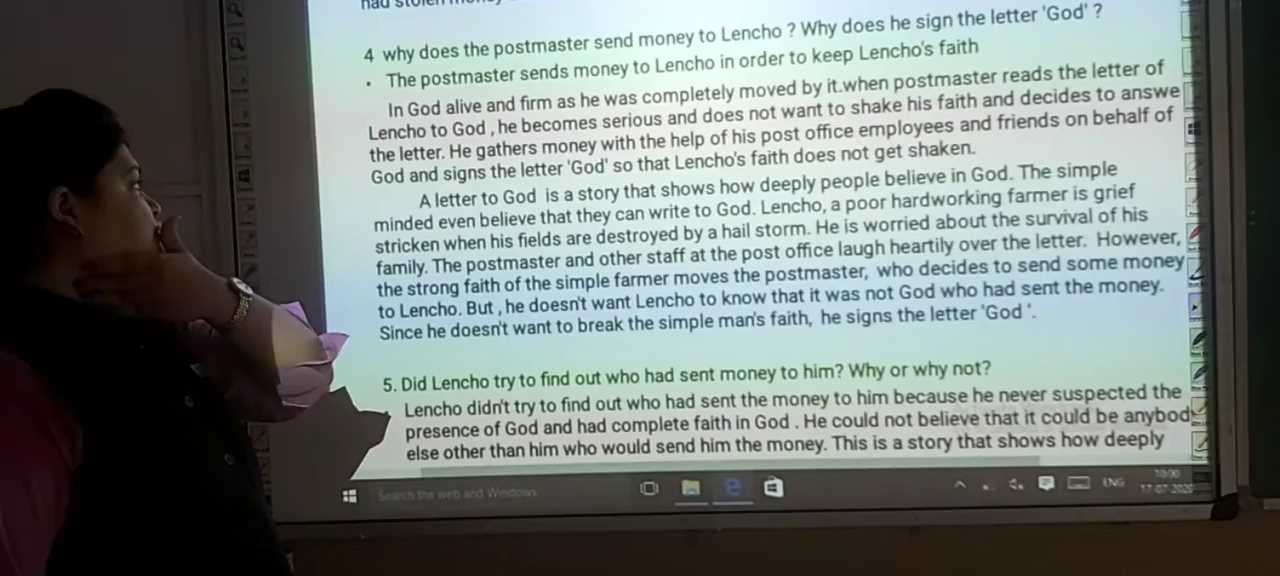 had stolen money
4 why does the postmaster send money to Lencho ? Why does he sign the letter 'God' ?
• The postmaster sends money to Lencho in order to keep Lencho's faith
In God alive and firm as he was completely moved by it.when postmaster reads the letter of
Lencho to God , he becomes serious and does not want to shake his faith and decides to answe
the letter. He gathers money with the help of his post office employees and friends on behalf of
God and signs the letter 'God' so that Lencho's faith does not get shaken.
A letter to God is a story that shows how deeply people believe in God. The simple
minded even believe that they can write to God. Lencho, a poor hardworking farmer is grief
stricken when his fields are destroyed by a hail storm. He is worried about the survival of his
family. The postmaster and other staff at the post office laugh heartily over the letter. However,
the strong faith of the simple farmer moves the postmaster, who decides to send some money
to Lencho. But , he doesn't want Lencho to know that it was not God who had sent the money.
Since he doesn't want to break the simple man's faith, he signs the letter 'God '.
5. Did Lencho try to find out who had sent money to him? Why or why not?
Lencho didn't try to find out who had sent the money to him because he never suspected the
presence of God and had complete faith in God . He could not believe that it could be anybod
else other than him who would send him the money. This is a story that shows how deeply
Search the web and Windows
ENG
10:00
17-07-2020